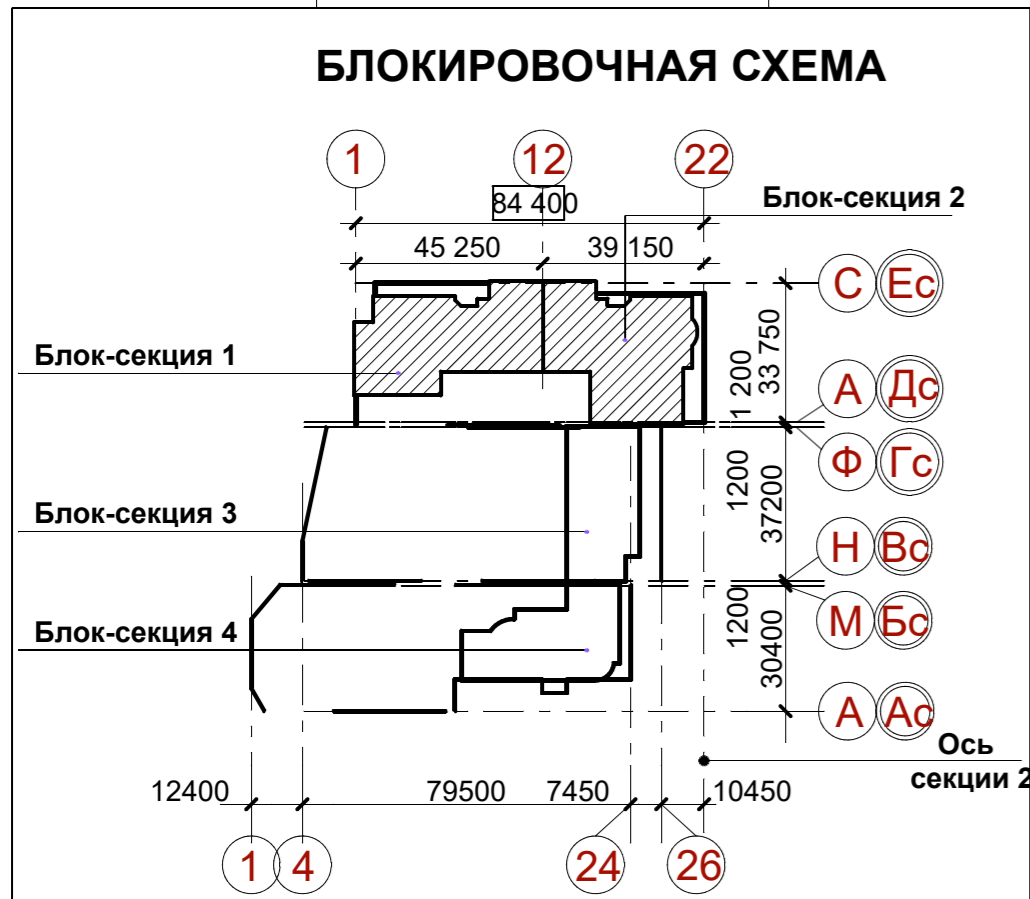 БЛОКИРОВОЧНАЯ СХЕМА
1
12
22
84 400
Блок-секция 2
45 250
39 150
С
Ес
33 750
Блок-секция 1
1 200
А
Дс
Ф
Гс
1200
37200
Блок-секция 3
Н
Вс
М
Бс
1200
30400
Блок-секция 4
А
Ас
Ось
секции 2
12400
79500
7450
10450
1
4
24
26